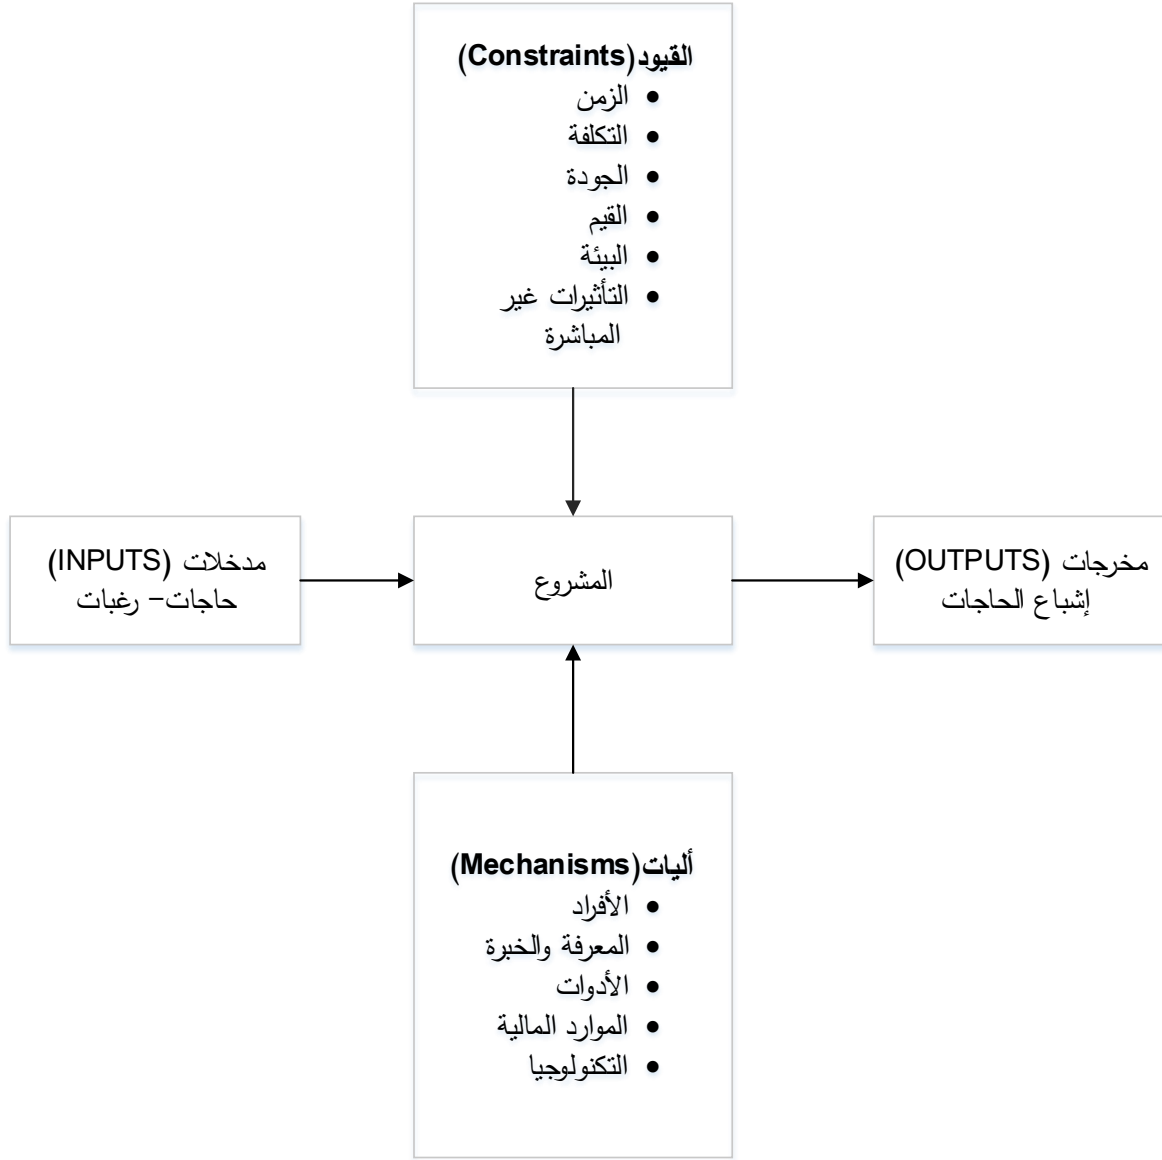 القيود(Constraints)
• الزمن
• التكلفة
• الجودة
• القيم
• البيئة
• التأثيرات غير
المباشرة
مدخلات (INPUTS)
حاجات- رغبات
المشروع
مخرجات (OUTPUTS)
إشباع الحاجات
أليات(Mechanisms)
• الأفراد
• المعرفة والخبرة
• الأدوات
• الموارد المالية
• التكنولوجيا